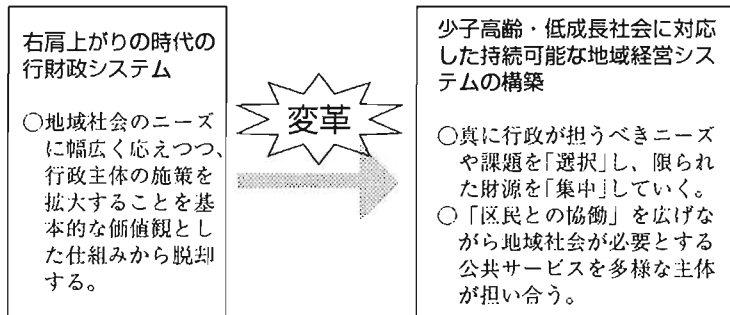 右肩上がりの時代の
行財政システム
○地域社会のニーズ
に幅広く応えつつ、
行政主体の施策を
拡大することを基
本的な価値観とし
た仕組みから脱却
する。
変革
少子高齢・低成長社会に対応
した持続可能な地域経営シス
テムの構築
○真に行政が担うべきニーズ
や課題を「選択」し、限られ
た財源を「集中」していく。
○「区民との協働」を広げな
がら地域社会が必要とする
公共サービスを多様な主体
が担い合う。